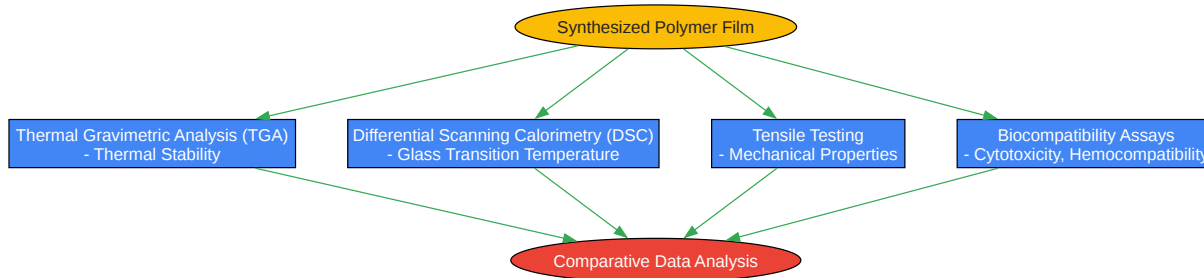 Synthesized Polymer Film
Thermal Gravimetric Analysis (TGA)
- Thermal Stability
Differential Scanning Calorimetry (DSC)
- Glass Transition Temperature
Tensile Testing
- Mechanical Properties
Biocompatibility Assays
- Cytotoxicity, Hemocompatibility
Comparative Data Analysis